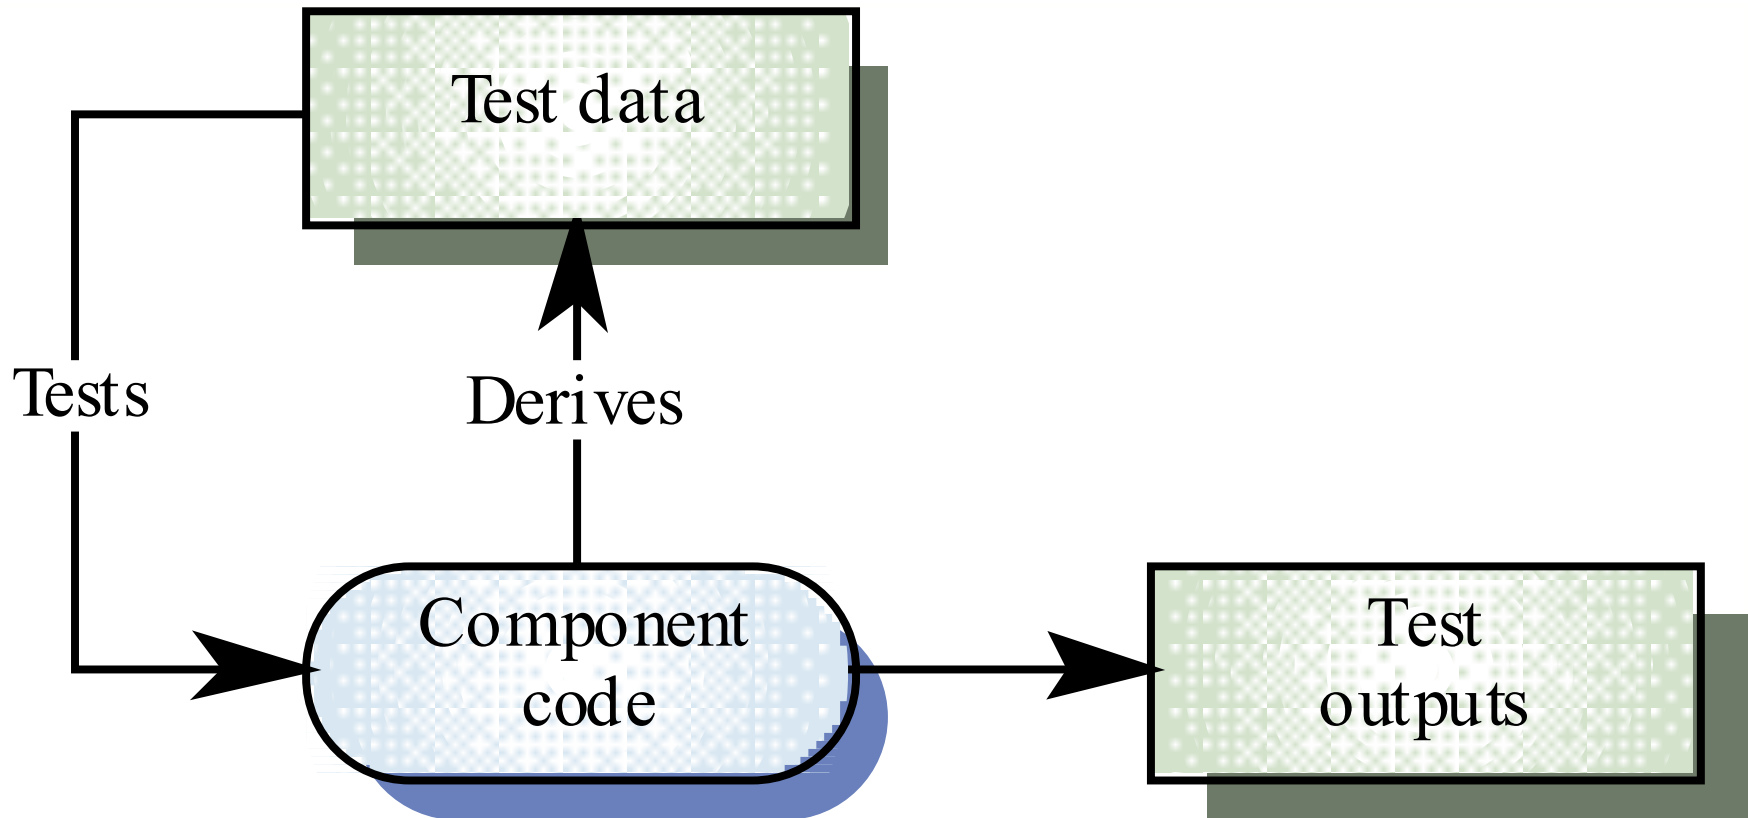 Test data
Tests
Derives
Component
code
Test
outputs